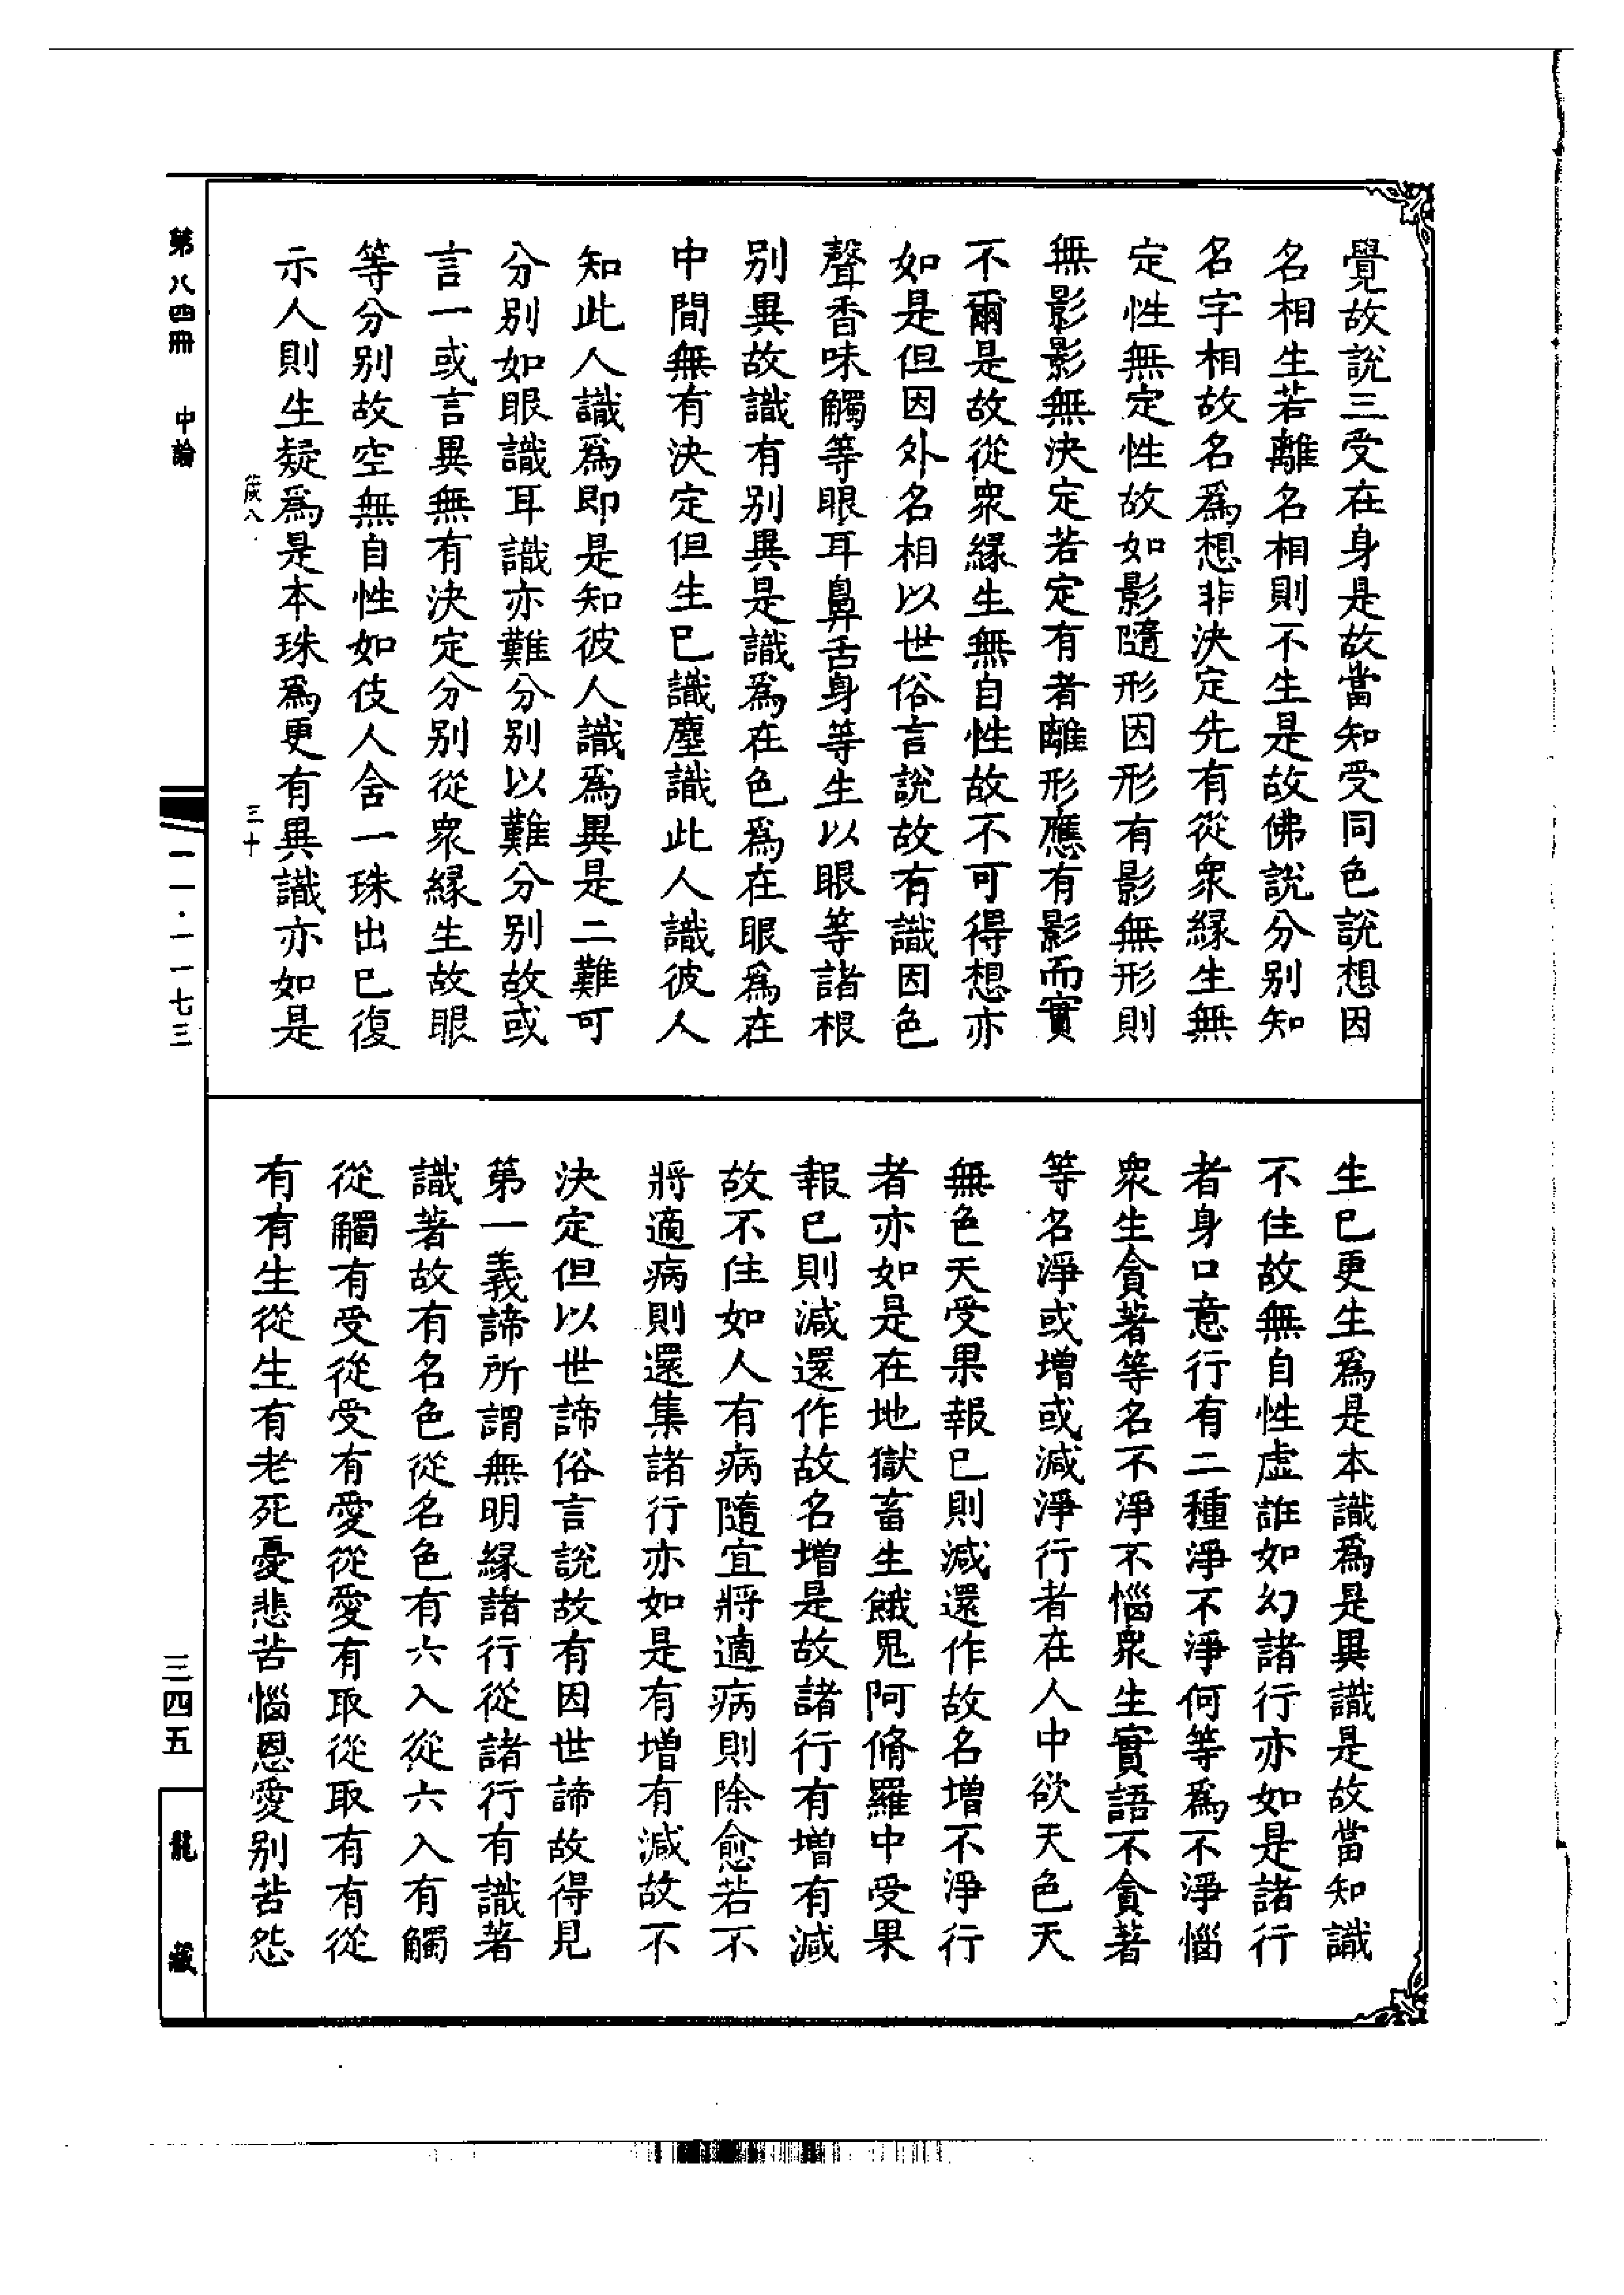 覺故說三受在身是故當知受同色說想因
名相生若離名相則不生是故佛說分別知
名字相故名爲想非決定先有從衆緣生無
定性無定性故如影隨形因形有影無形則
無影影無決定若定有者離形應有影而實
不爾是故從衆緣生無自性故不可得想亦
如是但因外名相以世俗言說故有識因色
聲香味觸等眼耳鼻舌身等生以眼等諸根
別異故識有別異是識爲在色爲在眼爲在
中間無有決定但生已識塵識此人識彼人
知此人識爲即是知彼人識爲異是二難可
分別如眼識耳識亦難分別以難分別故或
言一或言異無有決定分別從衆緣生故眼
等分別故空無自性如伎人含一珠出已復
示人則生疑爲是本珠爲更有異識亦如是
生已更生爲是本識爲是異識是故當知識
不住故無自性虛誑如幻諸行亦如是諸行
者身口意行有二種淨不淨何等爲不淨惱
衆生貪著等名不淨不惱衆生實語不貪著
等名淨或增或減淨行者在人中欲天色天
無色天受果報已則減還作故名增不淨行
者亦如是在地獄畜生餓鬼阿脩羅中受果
報已則減還作故名增是故諸行有增有減
故不住如人有病隨宜將適病則除愈若不
將適病則還集諸行亦如是有增有減故不
決定但以世諦俗言說故有因世諦故得見
第一義諦所謂無明緣諸行從諸行有識著
識著故有名色從名色有六入從六入有觸
從觸有受從受有愛從愛有取從取有有從
有有生從生有老死憂悲苦惱恩愛別苦怨
第八四冊 中論
三十
一一·一一七三
三四五
龍藏